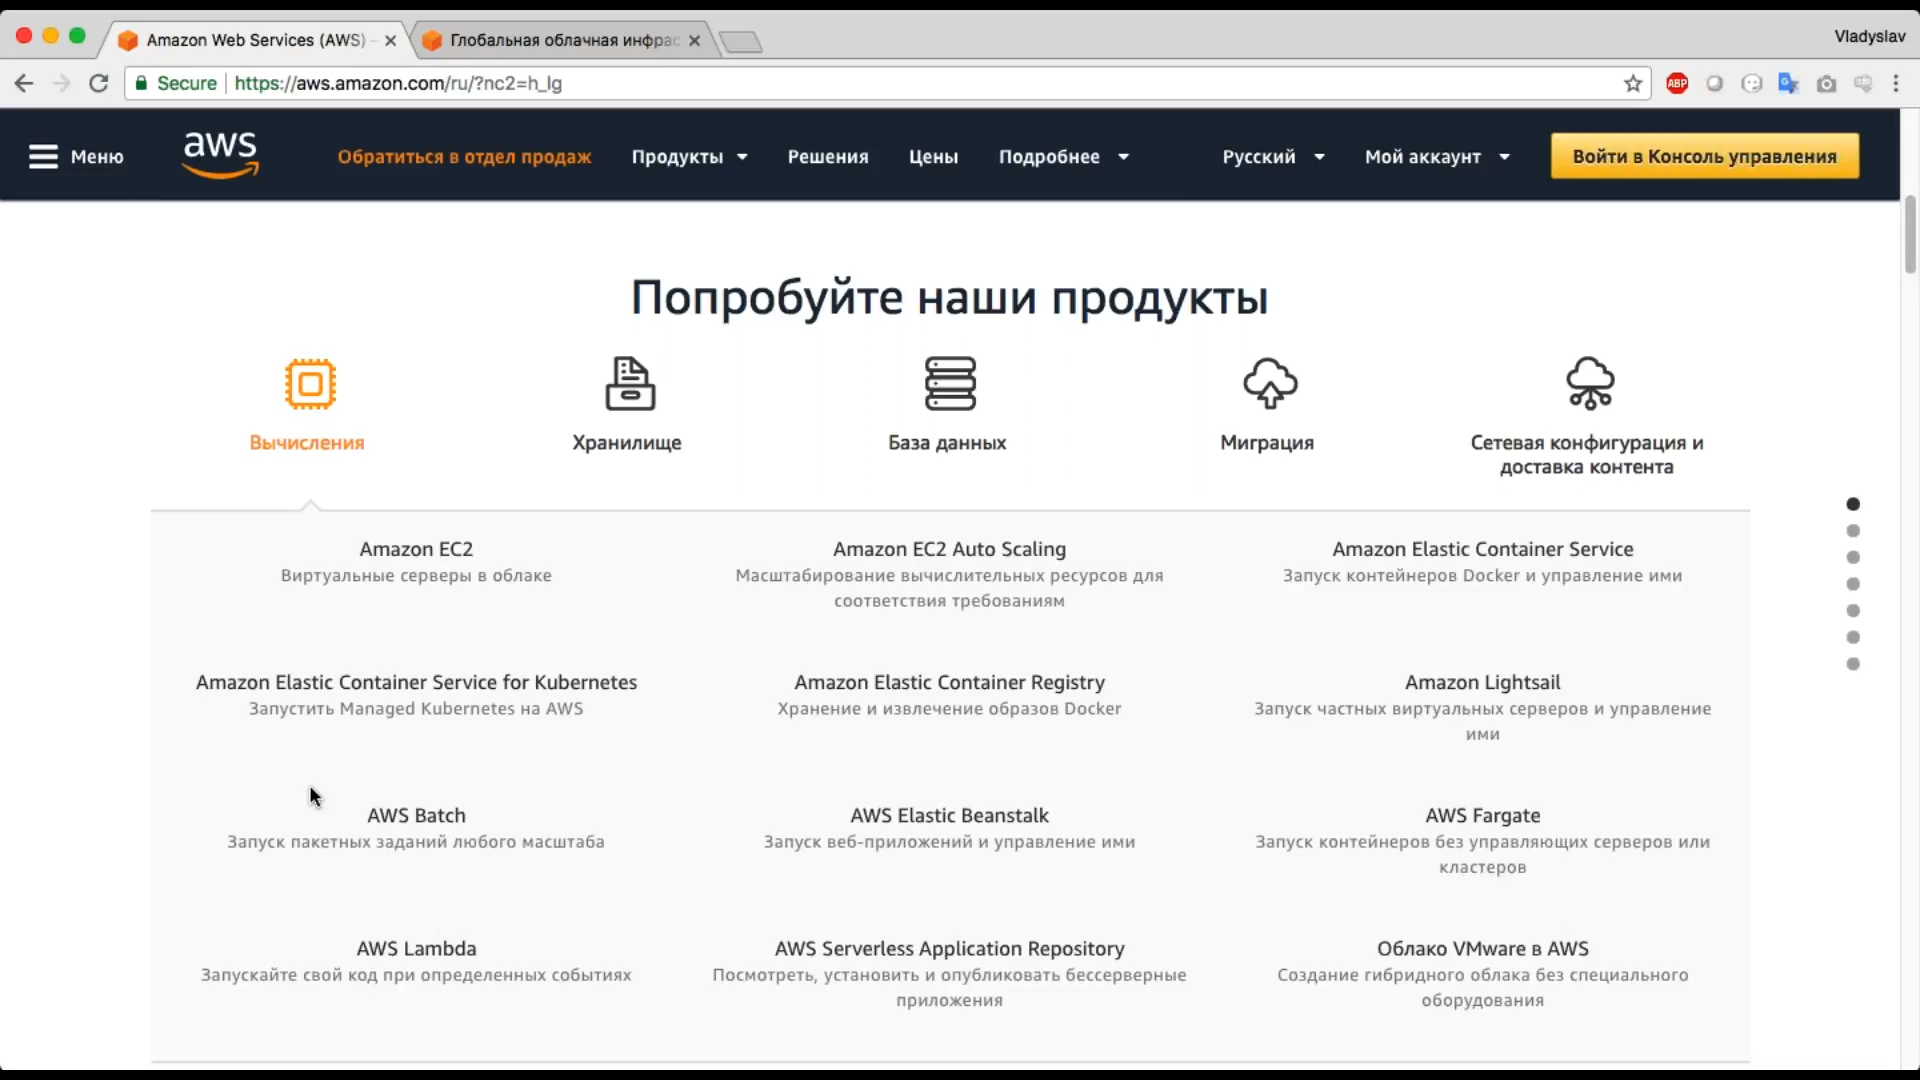 Amazon Web Services (AWS) –
Глобальная облачная инфрас
Vladyslav
Secure
https://aws.amazon.com/ru/?nc2=h_lg
ABP
Меню
aws
Обратиться в отдел продаж
Продукты
Решения
Цены
Подробнее
Русский
Мой аккаунт
Войти в Консоль управления
Попробуйте наши продукты
Вычисления
Хранилище
База данных
Миграция
Сетевая конфигурация и
доставка контента
Amazon EC2
Виртуальные серверы в облаке
Amazon EC2 Auto Scaling
Масштабирование вычислительных ресурсов для
соответствия требованиям
Amazon Elastic Container Service
Запуск контейнеров Docker и управление ими
Amazon Elastic Container Service for Kubernetes
Запустить Managed Kubernetes на AWS
Amazon Elastic Container Registry
Хранение и извлечение образов Docker
Amazon Lightsail
Запуск частных виртуальных серверов и управление
ими
AWS Batch
Запуск пакетных заданий любого масштаба
AWS Elastic Beanstalk
Запуск веб-приложений и управление ими
AWS Fargate
Запуск контейнеров без управляющих серверов или
кластеров
AWS Lambda
Запускайте свой код при определенных событиях
AWS Serverless Application Repository
Посмотреть, установить и опубликовать бессерверные
приложения
Облако VMware в AWS
Создание гибридного облака без специального
оборудования